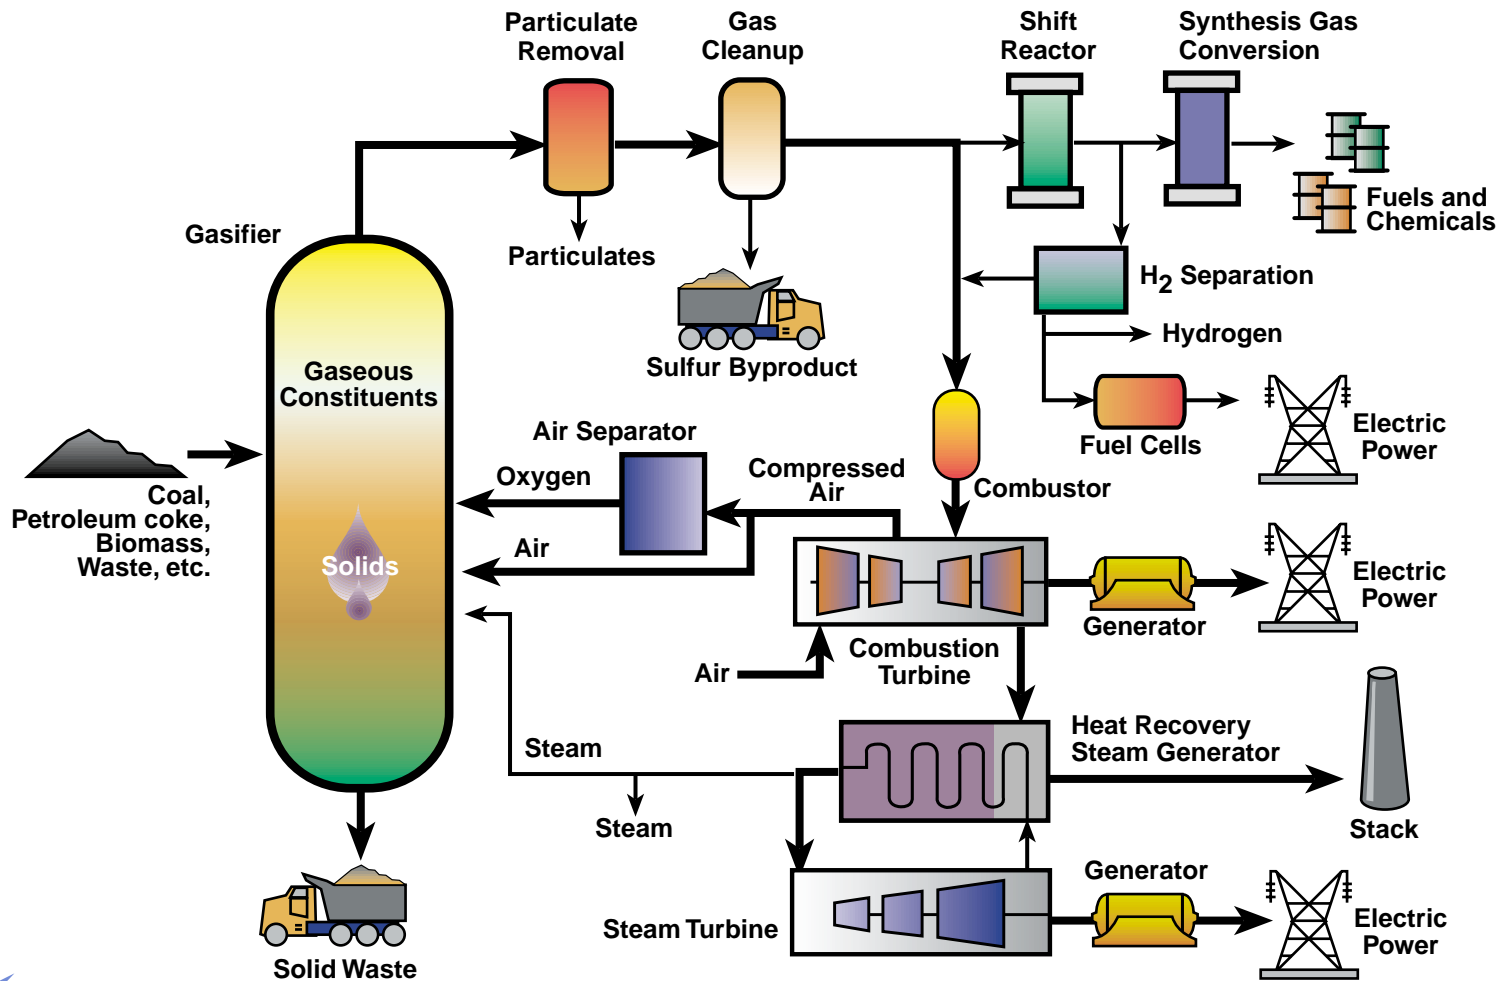 Particulate
Removal
Gas
Cleanup
Shift
Reactor
Synthesis Gas
Conversion
Gasifier
Particulates
Sulfur Byproduct
Fuels and
Chemicals
H2 Separation
Hydrogen
Fuel Cells
Electric
Power
Gaseous
Constituents
Coal,
Petroleum coke,
Biomass,
Waste, etc.
Solids
Air Separator
Oxygen
Compressed
Air
Air
Combustor
Generator
Electric
Power
Air
Combustion
Turbine
Heat Recovery
Steam Generator
Stack
Steam
Steam
Solid Waste
Steam Turbine
Generator
Electric
Power